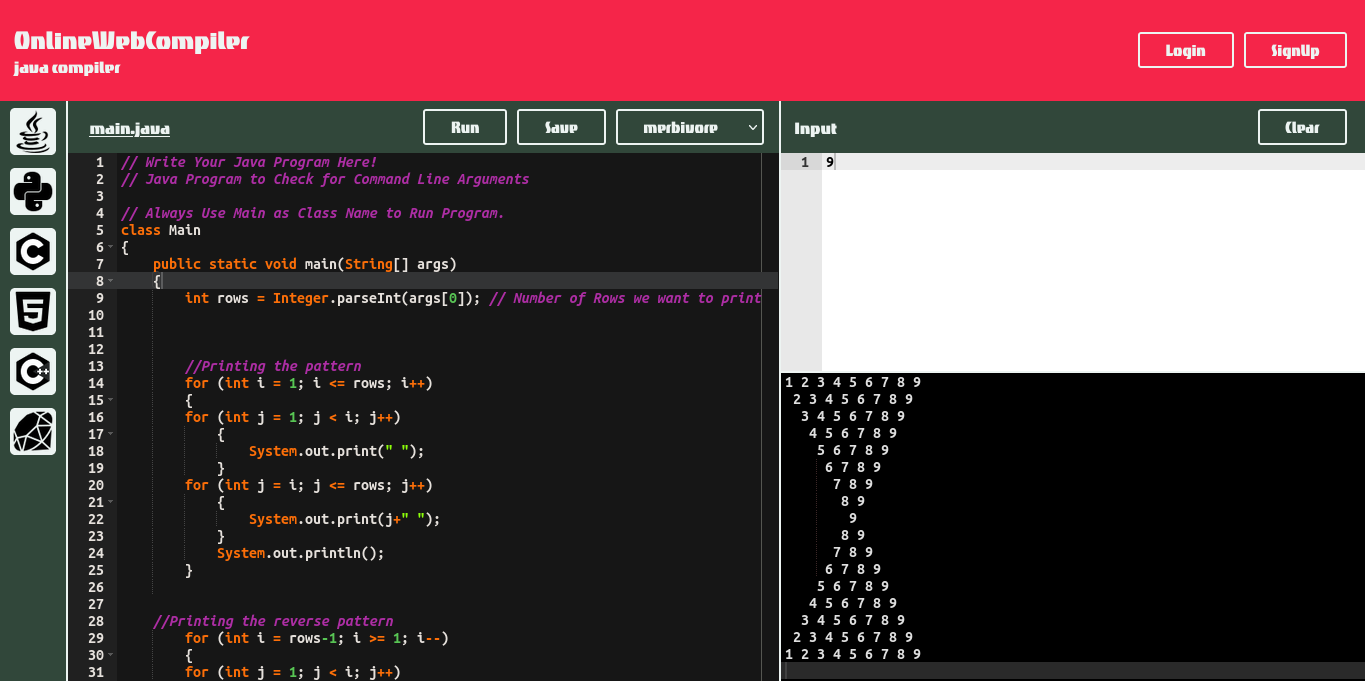 OnlineWebCompiler
java compiler
Login
SignUp
main.java
Run
Save
merbivore
Input
Clear
1 // Write Your Java Program Here!
2 // Java Program to Check for Command Line Arguments
3
4 // Always Use Main as Class Name to Run Program.
5 class Main
6 {
7     public static void main(String[] args)
8     {
9         int rows = Integer.parseInt(args[0]); // Number of Rows we want to print
10
11
12
13         //Printing the pattern
14         for (int i = 1; i <= rows; i++)
15         {
16         for (int j = 1; j < i; j++)
17             {
18                 System.out.print(" ");
19             }
20         for (int j = i; j <= rows; j++)
21             {
22                 System.out.print(j+" ");
23             }
24             System.out.println();
25         }
26
27
28     //Printing the reverse pattern
29         for (int i = rows-1; i >= 1; i--)
30         {
31         for (int j = 1; j < i; j++)
1 9
1 2 3 4 5 6 7 8 9
 2 3 4 5 6 7 8 9
  3 4 5 6 7 8 9
   4 5 6 7 8 9
    5 6 7 8 9
     6 7 8 9
      7 8 9
       8 9
        9
       8 9
      7 8 9
     6 7 8 9
    5 6 7 8 9
   4 5 6 7 8 9
  3 4 5 6 7 8 9
 2 3 4 5 6 7 8 9
1 2 3 4 5 6 7 8 9